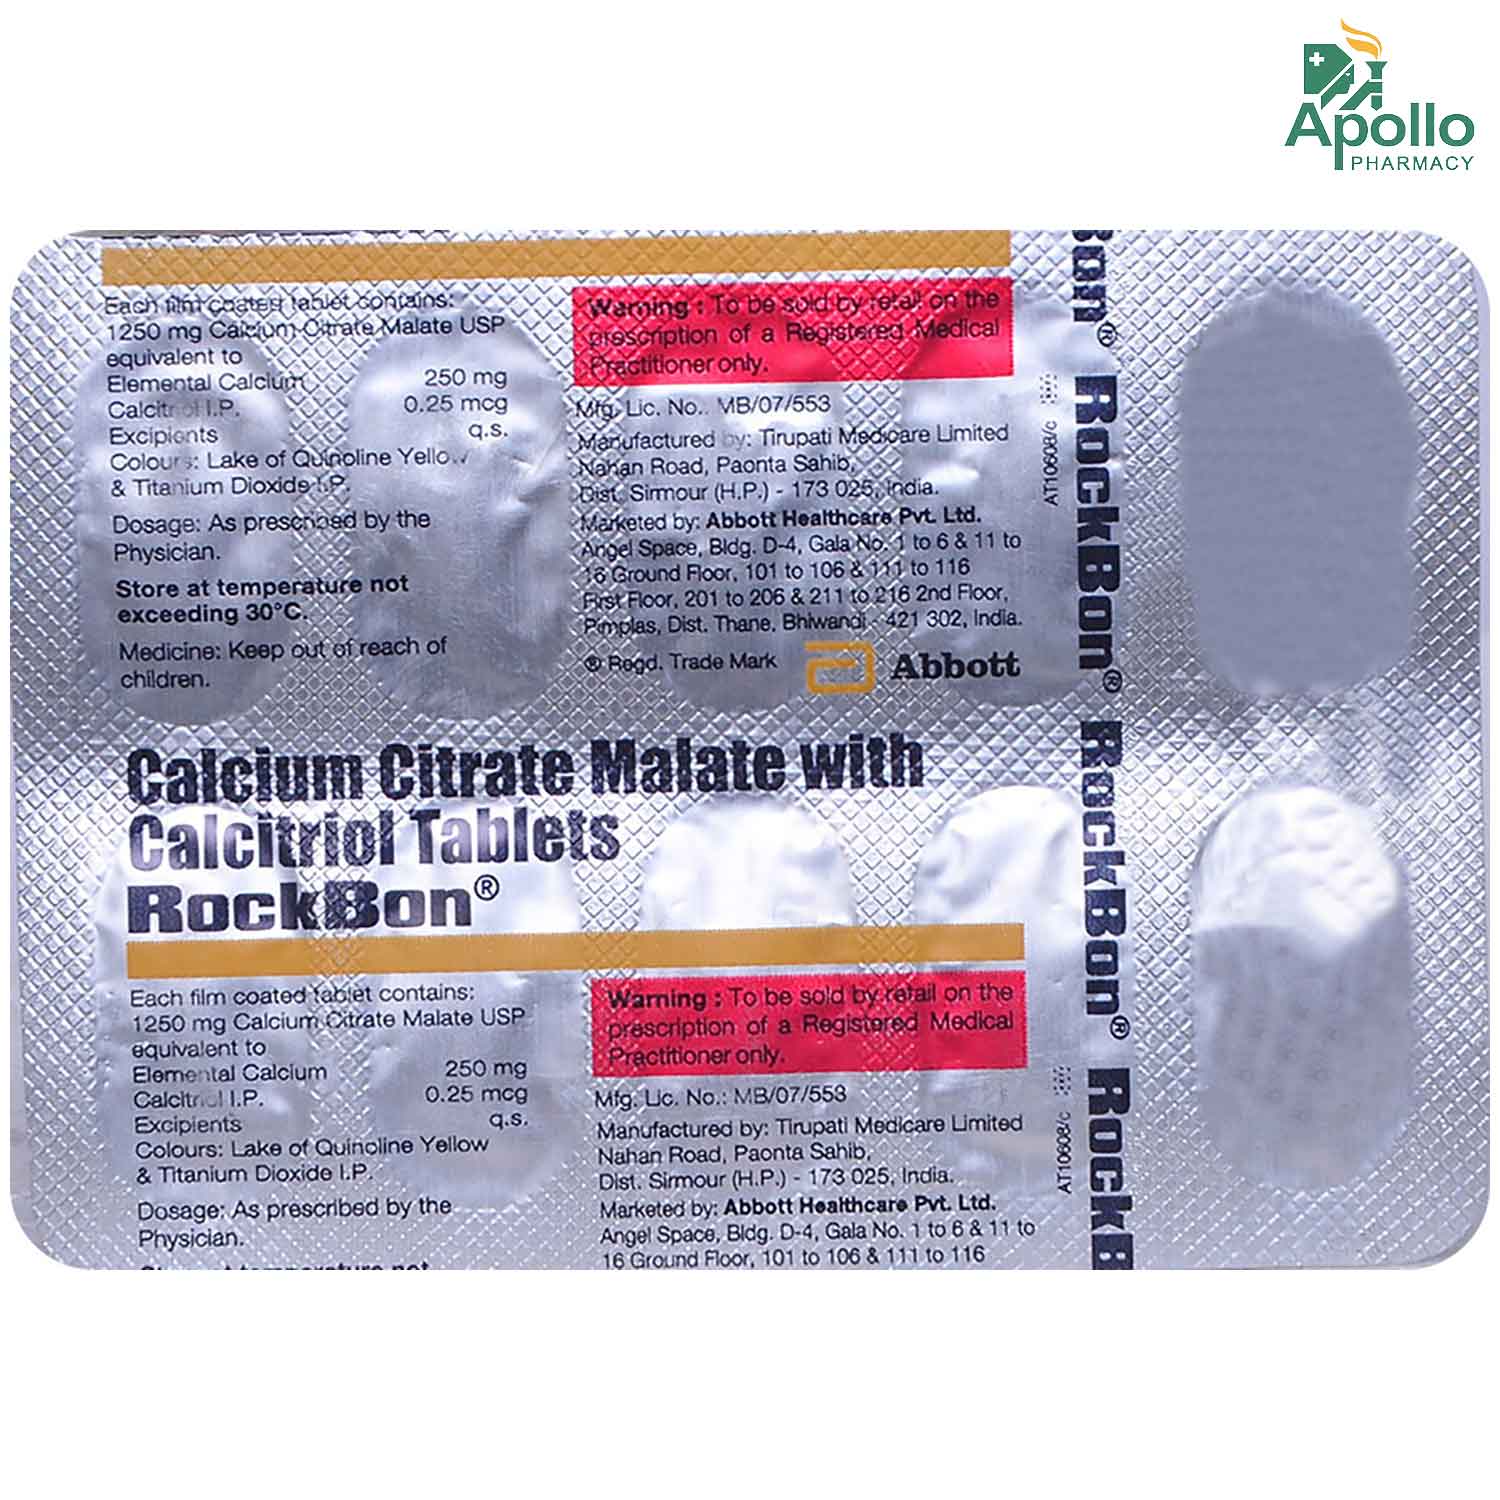 Apollo
PHARMACY
Each film coated tablet contains:
1250 mg Calcium Citrate Malate USP
equivalent to
Elemental Calcium 250 mg
Calcitriol I.P. 0.25 mcg
Excipients q.s.
Colours: Lake of Quinoline Yellow
& Titanium Dioxide I.P.
Dosage: As prescribed by the
Physician.
Store at temperature not
exceeding 30°C.
Medicine: Keep out of reach of
children.
Warning : To be sold by retail on the
prescription of a Registered Medical
Practitioner only.
Mfg. Lic. No.: MB/07/553
Manufactured by: Tirupati Medicare Limited
Nahan Road, Paonta Sahib,
Dist. Sirmour (H.P.) - 173 025, India.
Marketed by: Abbott Healthcare Pvt. Ltd.
Angel Space, Bldg. D-4, Gala No. 1 to 6 & 11 to
16 Ground Floor, 101 to 106 & 111 to 116
First Floor, 201 to 206 & 211 to 216 2nd Floor,
Pimplas, Dist. Thane, Bhiwandi - 421 302, India.
® Regd. Trade Mark
Abbott
AT10608/c
Bon® RockBon® RockBon® RockB
Calcium Citrate Malate with
Calcitriol Tablets
RockBon®
Each film coated tablet contains:
1250 mg Calcium Citrate Malate USP
equivalent to
Elemental Calcium 250 mg
Calcitriol I.P. 0.25 mcg
Excipients q.s.
Colours: Lake of Quinoline Yellow
& Titanium Dioxide I.P.
Dosage: As prescribed by the
Physician.
Store at temperature not
Warning : To be sold by retail on the
prescription of a Registered Medical
Practitioner only.
Mfg. Lic. No.: MB/07/553
Manufactured by: Tirupati Medicare Limited
Nahan Road, Paonta Sahib,
Dist. Sirmour (H.P.) - 173 025, India.
Marketed by: Abbott Healthcare Pvt. Ltd.
Angel Space, Bldg. D-4, Gala No. 1 to 6 & 11 to
16 Ground Floor, 101 to 106 & 111 to 116
AT10608/c